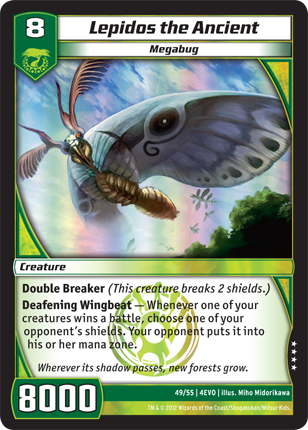 8
Lepidos the Ancient
Megabug
Creature
Double Breaker (This creature breaks 2 shields.)
Deafening Wingbeat — Whenever one of your
creatures wins a battle, choose one of your
opponent's shields. Your opponent puts it into
his or her mana zone.
Wherever its shadow passes, new forests grow.
8000
49/55 | 4EVO | illus. Miho Midorikawa
TM & © 2012 Wizards of the Coast/Shogakukan/Mitsui-Kids.